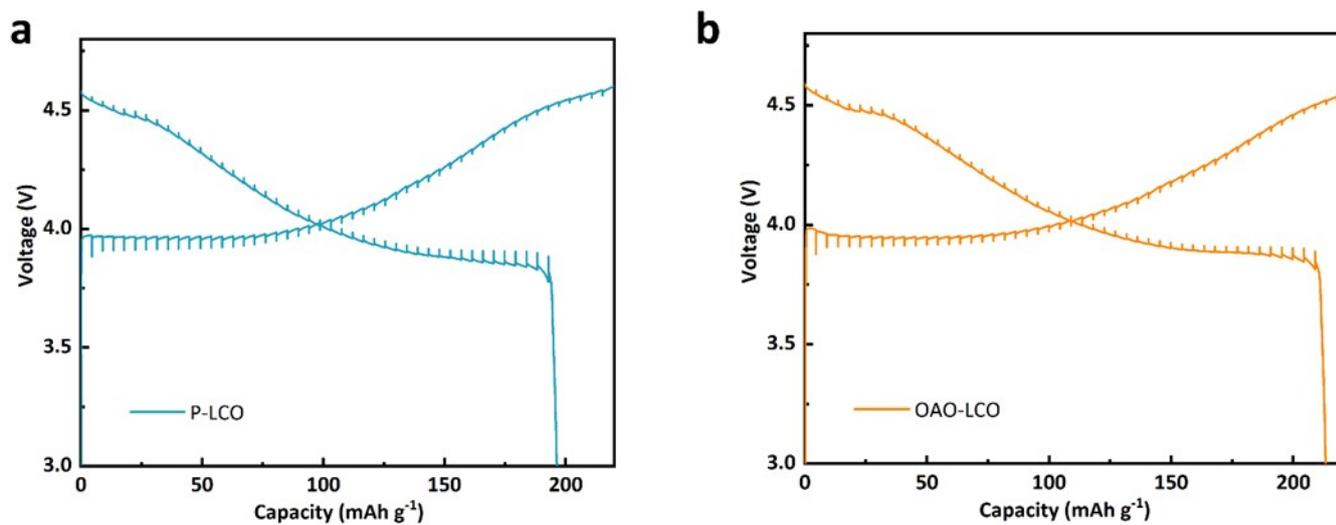 a
4.5
4.0
3.5
3.0
Voltage (V)
P-LCO
0 50 100 150 200
Capacity (mAh g⁻¹)
b
4.5
4.0
3.5
3.0
Voltage (V)
OAO-LCO
0 50 100 150 200
Capacity (mAh g⁻¹)